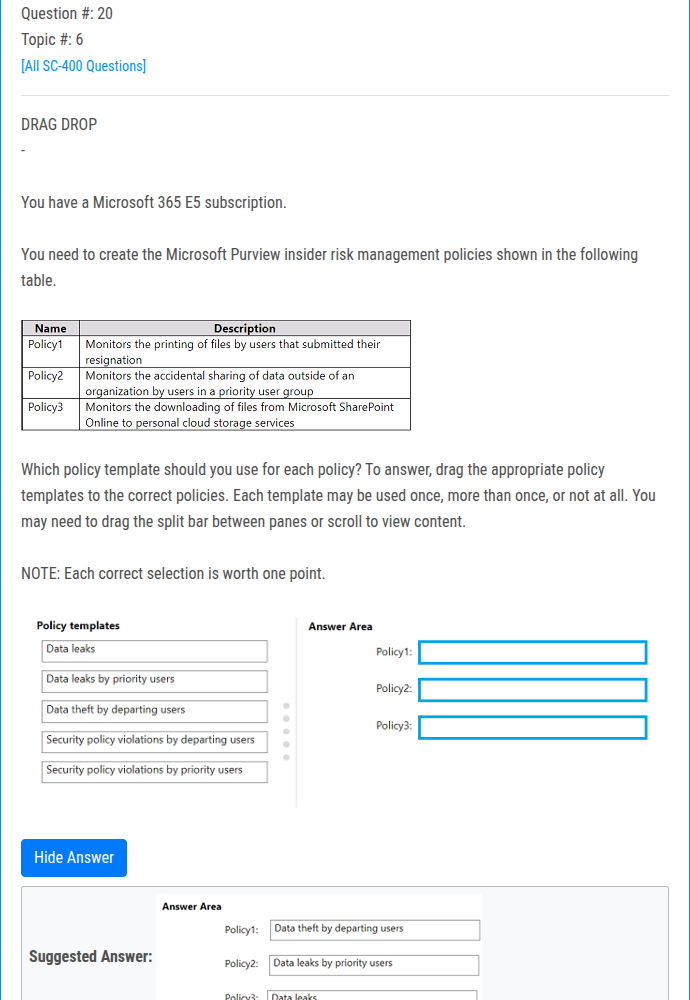 Question #: 20
Topic #: 6
[All SC-400 Questions]
DRAG DROP
-
You have a Microsoft 365 E5 subscription.
You need to create the Microsoft Purview insider risk management policies shown in the following
table.
Name Description
Policy1 Monitors the printing of files by users that submitted their
resignation
Policy2 Monitors the accidental sharing of data outside of an
organization by users in a priority user group
Policy3 Monitors the downloading of files from Microsoft SharePoint
Online to personal cloud storage services
Which policy template should you use for each policy? To answer, drag the appropriate policy
templates to the correct policies. Each template may be used once, more than once, or not at all. You
may need to drag the split bar between panes or scroll to view content.
NOTE: Each correct selection is worth one point.
Policy templates
Data leaks
Data leaks by priority users
Data theft by departing users
Security policy violations by departing users
Security policy violations by priority users
Answer Area
Policy1:
Policy2:
Policy3:
Hide Answer
Suggested Answer:
Answer Area
Policy1: Data theft by departing users
Policy2: Data leaks by priority users
Policy3: Data leaks